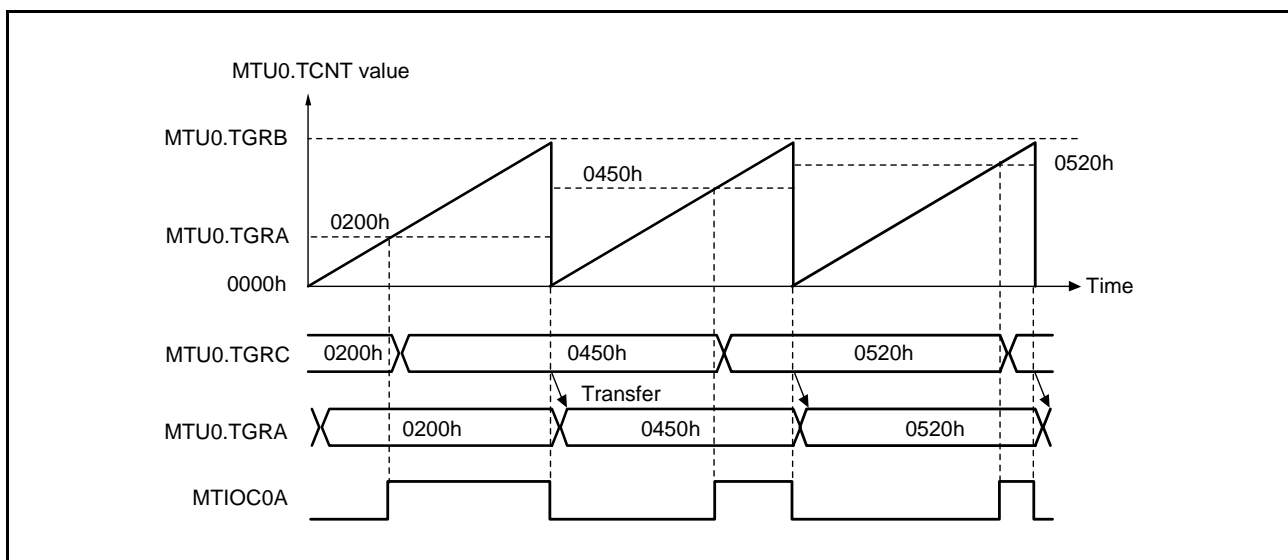 MTU0.TCNT value
MTU0.TGRB
0520h
0450h
0200h
MTU0.TGRA
0000h
Time
MTU0.TGRC 0200h 0450h 0520h
Transfer
MTU0.TGRA 0200h 0450h 0520h
MTIOC0A